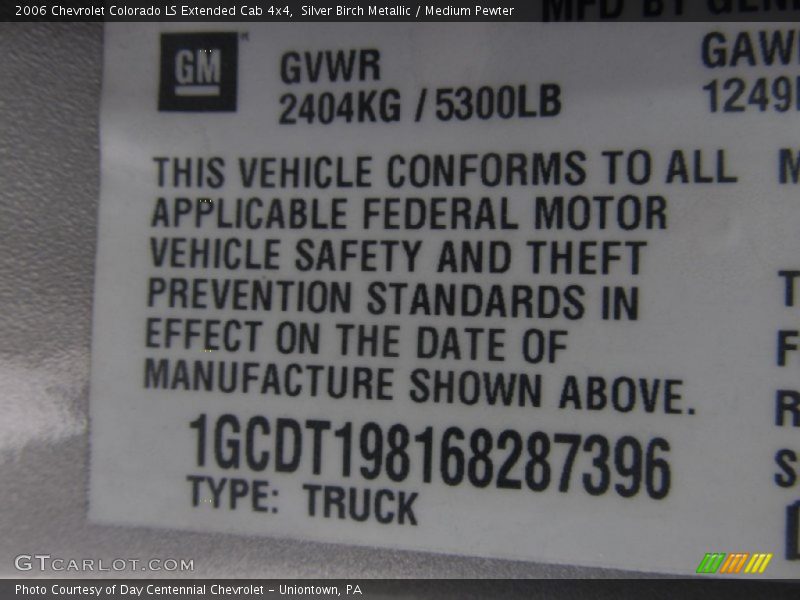 2006 Chevrolet Colorado LS Extended Cab 4x4, Silver Birch Metallic / Medium Pewter
MFD BY
GM
GVWR
2404KG / 5300LB
THIS VEHICLE CONFORMS TO ALL
APPLICABLE FEDERAL MOTOR
VEHICLE SAFETY AND THEFT
PREVENTION STANDARDS IN
EFFECT ON THE DATE OF
MANUFACTURE SHOWN ABOVE.
1GCDT198168287396
TYPE: TRUCK
GTCARLOT.COM
Photo Courtesy of Day Centennial Chevrolet - Uniontown, PA